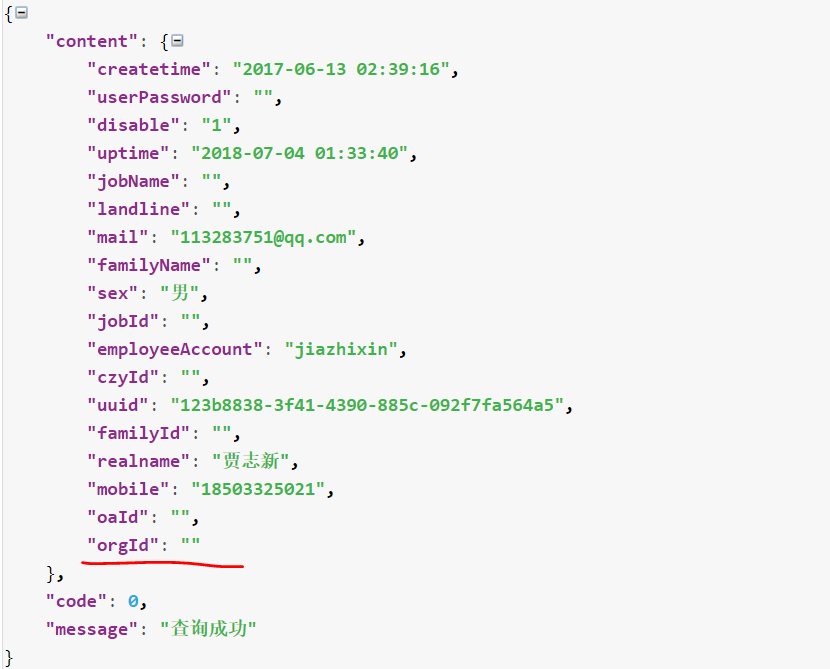 {
"content": {
"createtime": "2017-06-13 02:39:16",
"userPassword": "",
"disable": "1",
"uptime": "2018-07-04 01:33:40",
"jobName": "",
"landline": "",
"mail": "113283751@qq.com",
"familyName": "",
"sex": "男",
"jobId": "",
"employeeAccount": "jiazhixin",
"czyId": "",
"uuid": "123b8838-3f41-4390-885c-092f7fa564a5",
"familyId": "",
"realname": "贾志新",
"mobile": "18503325021",
"oaId": "",
"orgId": ""
},
"code": 0,
"message": "查询成功"
}